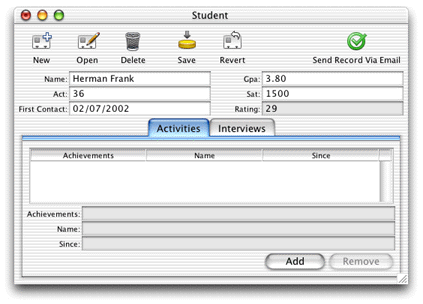 Student
New Open Delete Save Revert Send Record Via Email
Name: Herman Frank Gpa: 3.80
Act: 36 Sat: 1500
First Contact: 02/07/2002 Rating: 29
Activities Interviews
Achievements Name Since
Achievements:
Name:
Since:
Add Remove